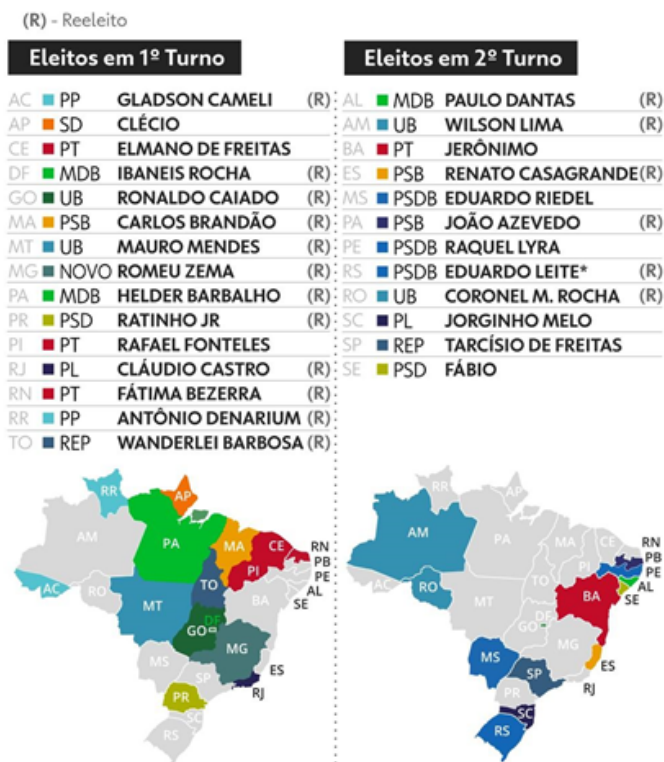 (R) - Reeleito
Eleitos em 1º Turno
AC PP GLADSON CAMELI (R)
AP SD CLÉCIO
CE PT ELMANO DE FREITAS
DF MDB IBANEIS ROCHA (R)
GO UB RONALDO CAIADO (R)
MA PSB CARLOS BRANDÃO (R)
MT UB MAURO MENDES (R)
MG NOVO ROMEU ZEMA (R)
PA MDB HELDER BARBALHO (R)
PR PSD RATINHO JR (R)
PI PT RAFAEL FONTELES
RJ PL CLÁUDIO CASTRO (R)
RN PT FÁTIMA BEZERRA (R)
RR PP ANTÔNIO DENARIUM (R)
TO REP WANDERLEI BARBOSA (R)
Eleitos em 2º Turno
AL MDB PAULO DANTAS (R)
AM UB WILSON LIMA (R)
BA PT JERÔNIMO
ES PSB RENATO CASAGRANDE (R)
MS PSDB EDUARDO RIEDEL
PA PSB JOÃO AZEVEDO (R)
PE PSDB RAQUEL LYRA
RS PSDB EDUARDO LEITE* (R)
RO UB CORONEL M. ROCHA (R)
SC PL JORGINHO MELO
SP REP TARCÍSIO DE FREITAS
SE PSD FÁBIO
RR
AP
AM
PA
MA
CE
RN
PB
PE
AL
SE
PI
AC
RO
TO
BA
MT
DF
GO
MG
ES
MS
SP
RJ
PR
SC
RS
RR
AP
AM
PA
MA
CE
RN
PB
PE
AL
SE
PI
AC
RO
TO
BA
MT
DF
GO
MG
ES
MS
SP
RJ
PR
SC
RS